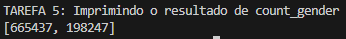 TAREFA 5: Imprimindo o resultado de count_gender
[665437, 198247]